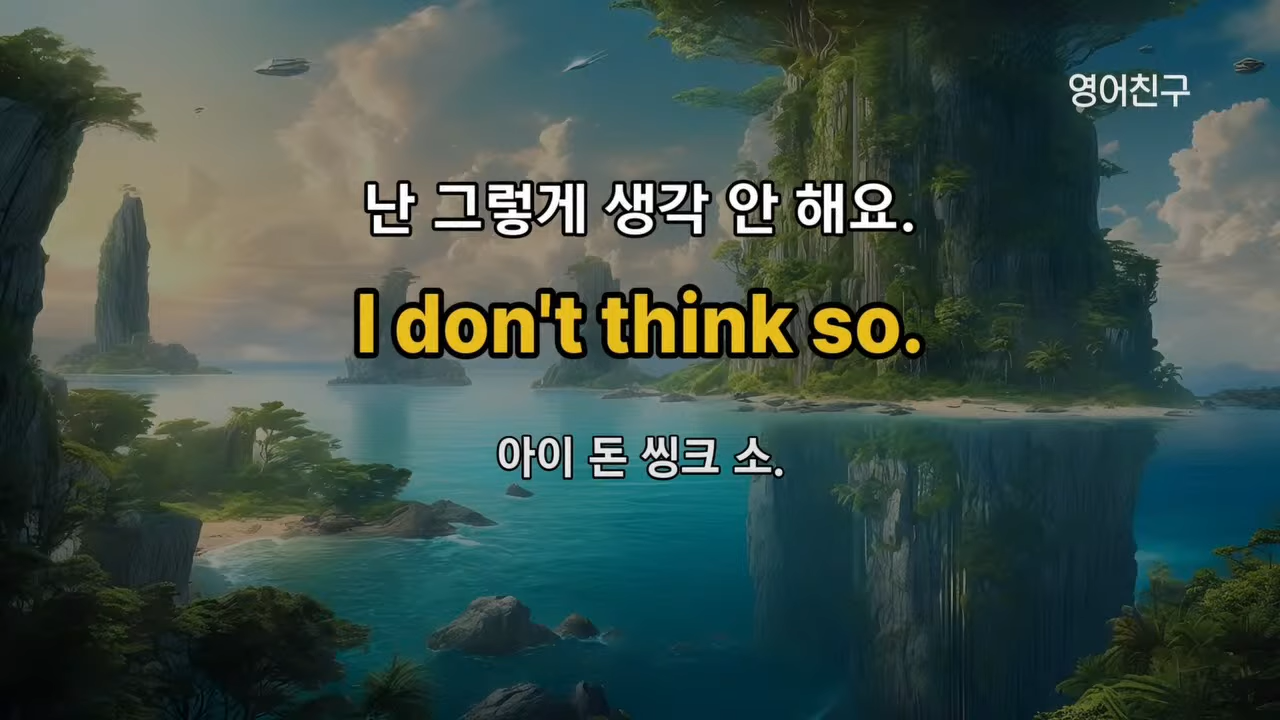 영어친구
난 그렇게 생각 안 해요.
I don't think so.
아이 돈 씽크 소.